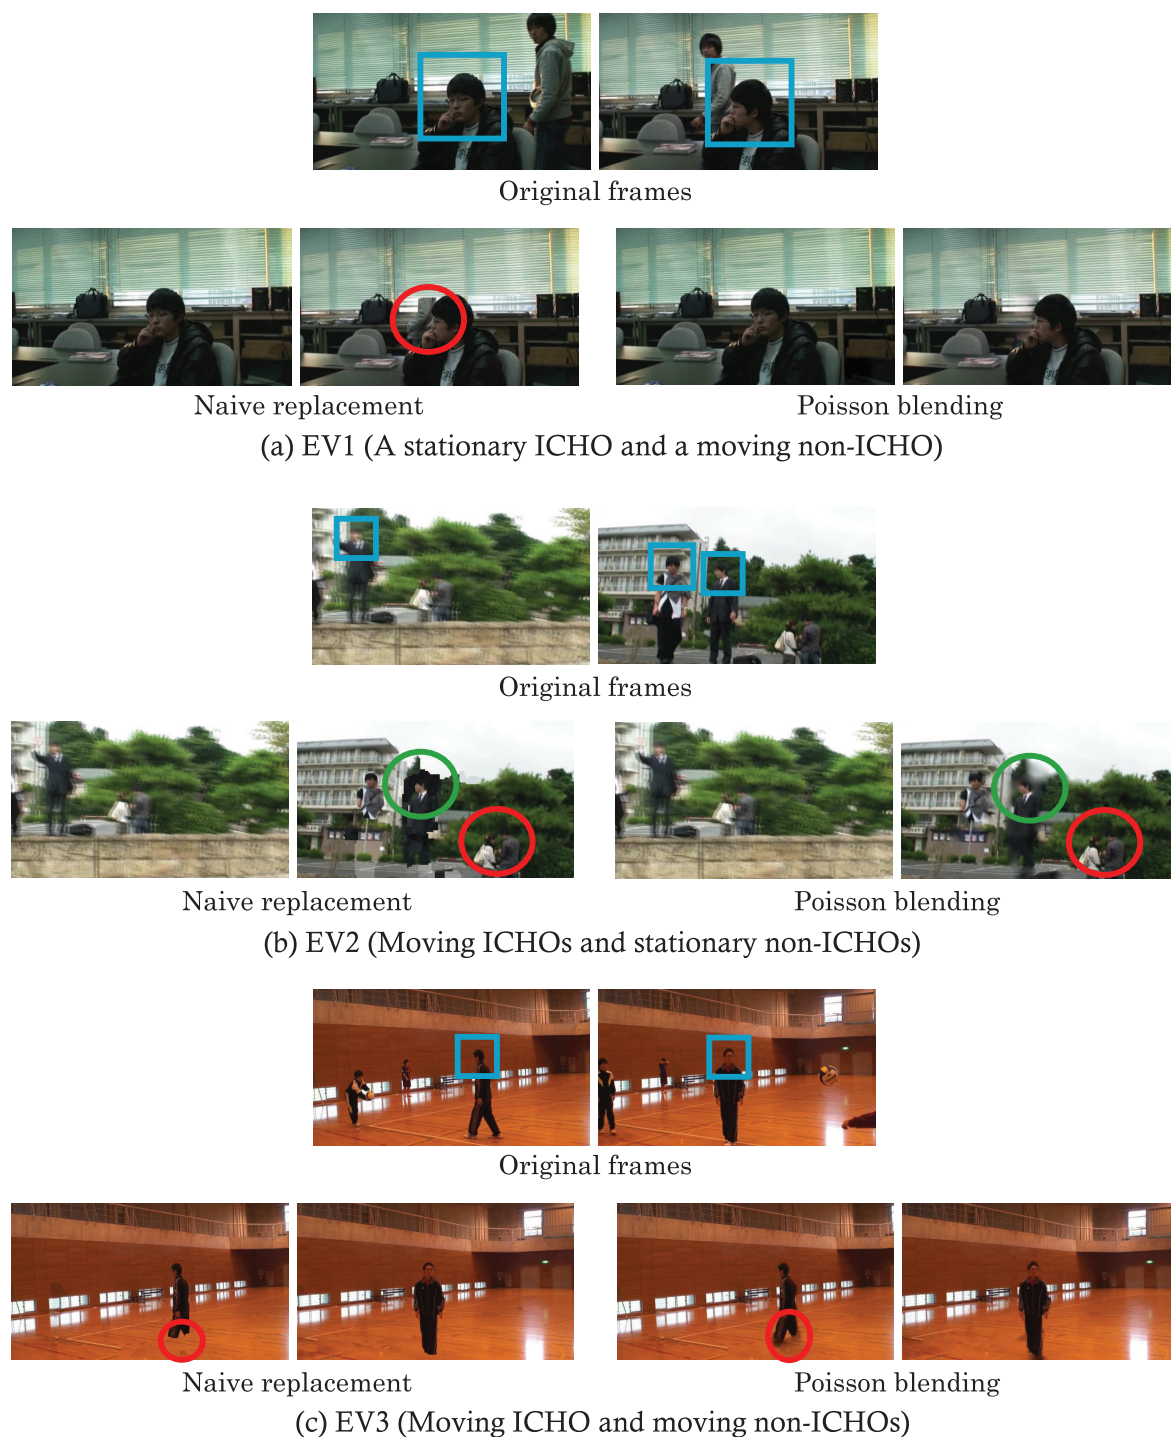 Original frames
Naive replacement
Poisson blending
(a) EV1 (A stationary ICHO and a moving non-ICHO)
Original frames
Naive replacement
Poisson blending
(b) EV2 (Moving ICHOs and stationary non-ICHOs)
Original frames
Naive replacement
Poisson blending
(c) EV3 (Moving ICHO and moving non-ICHOs)